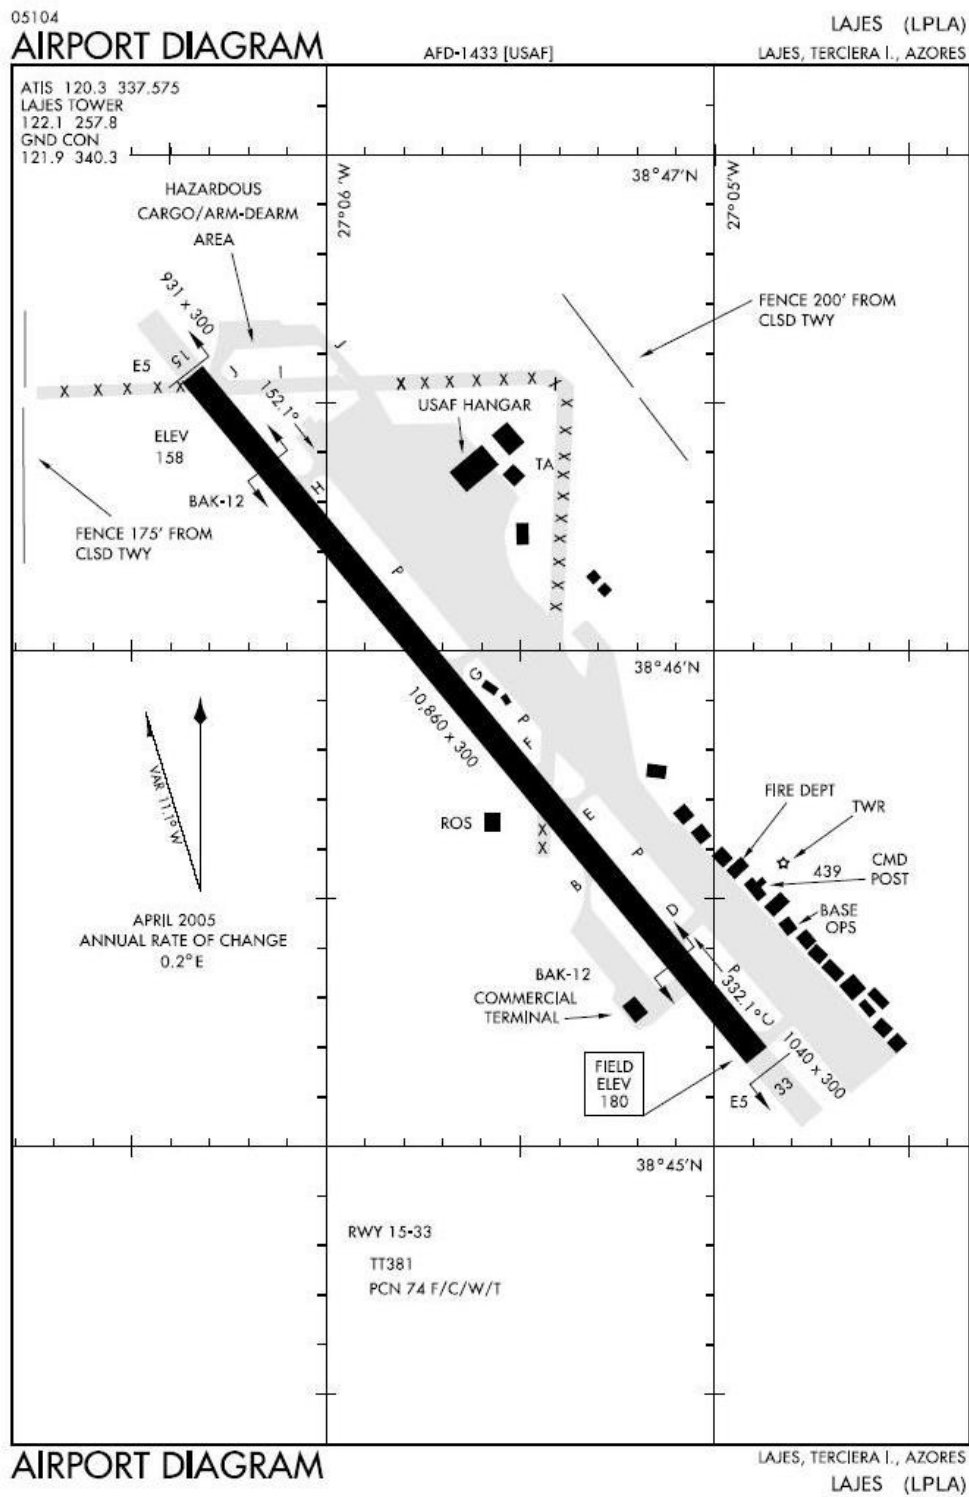 05104
AIRPORT DIAGRAM
AFD-1433 [USAF]
LAJES (LPLA)
LAJES, TERCIERA I., AZORES
ATIS 120.3 337.575
LAJES TOWER
122.1 257.8
GND CON
121.9 340.3
27°06'W
38°47'N
27°05'W
HAZARDOUS
CARGO/ARM-DEARM
AREA
931 x 300
FENCE 200' FROM
CLSD TWY
J
15
E5
J
I
X X X X X
X X X X X X X
152.1°
USAF HANGAR
X
X
X
X
X
X
X
X
X
ELEV
158
TA
BAK-12
H
FENCE 175' FROM
CLSD TWY
P
38°46'N
G
10,860 x 300
P
F
VAR 11.1° W
FIRE DEPT
TWR
ROS
E
X
X
P
439
CMD
POST
B
D
BASE
OPS
APRIL 2005
ANNUAL RATE OF CHANGE
0.2°E
BAK-12
P
332.1°
C
COMMERCIAL
TERMINAL
1040 x 300
FIELD
ELEV
180
33
E5
38°45'N
RWY 15-33
TT381
PCN 74 F/C/W/T
AIRPORT DIAGRAM
LAJES, TERCIERA I., AZORES
LAJES (LPLA)